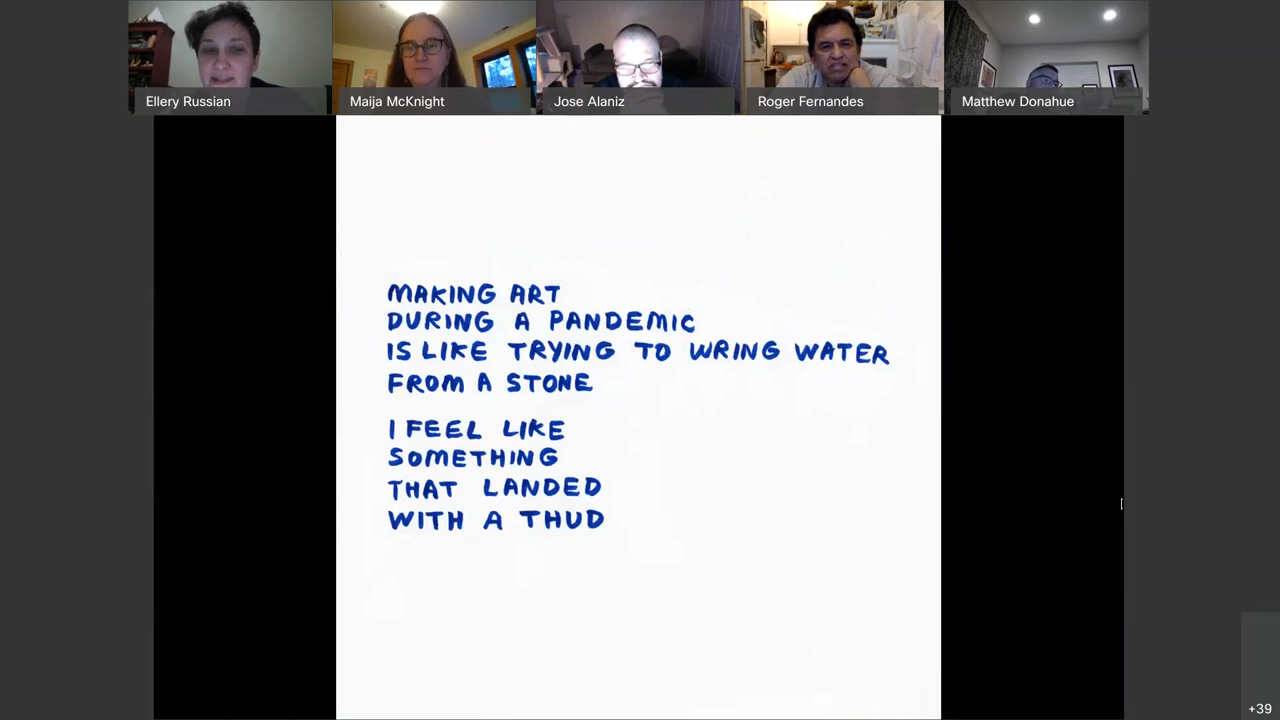 Ellery Russian
Maija McKnight
Jose Alaniz
Roger Fernandes
Matthew Donahue
MAKING ART
DURING A PANDEMIC
IS LIKE TRYING TO WRING WATER
FROM A STONE
I FEEL LIKE
SOMETHING
THAT LANDED
WITH A THUD
+39